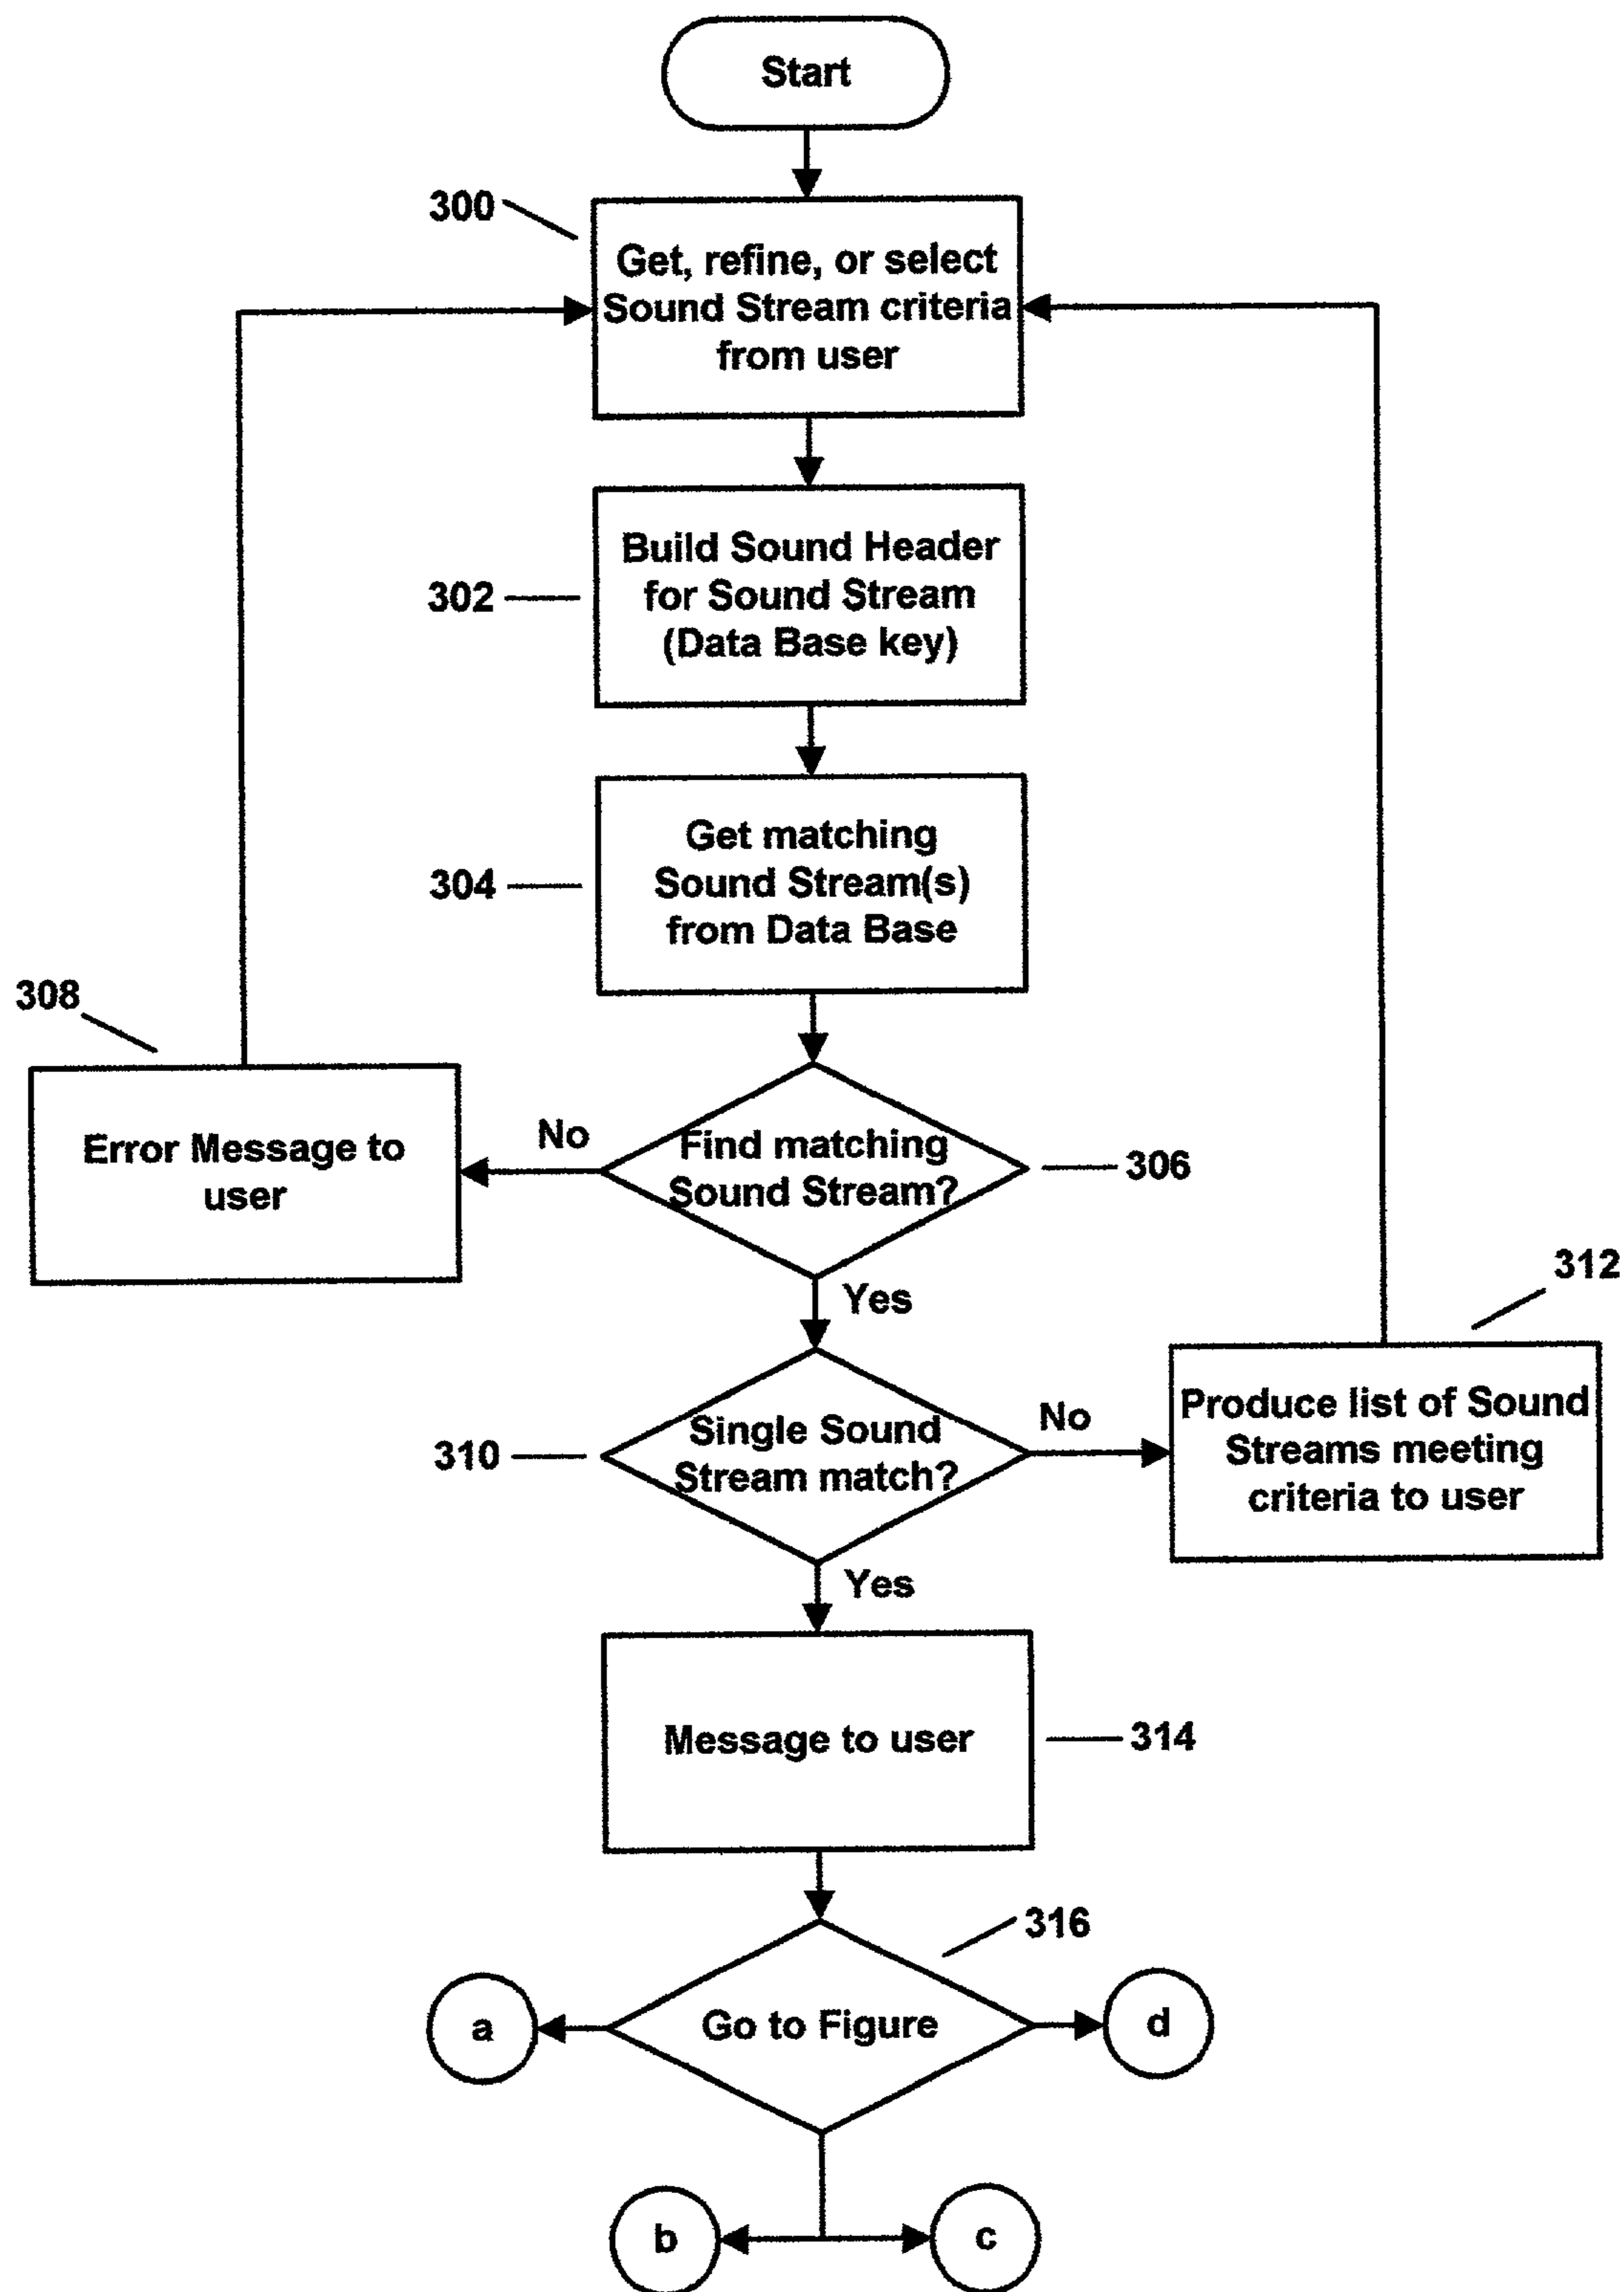 Start
300
Get, refine, or select
Sound Stream criteria
from user
302
Build Sound Header
for Sound Stream
(Data Base key)
304
Get matching
Sound Stream(s)
from Data Base
308
Error Message to
user
No
Find matching
Sound Stream?
306
Yes
312
310
Single Sound
Stream match?
No
Produce list of Sound
Streams meeting
criteria to user
Yes
Message to user
314
316
a
Go to Figure
d
b
c